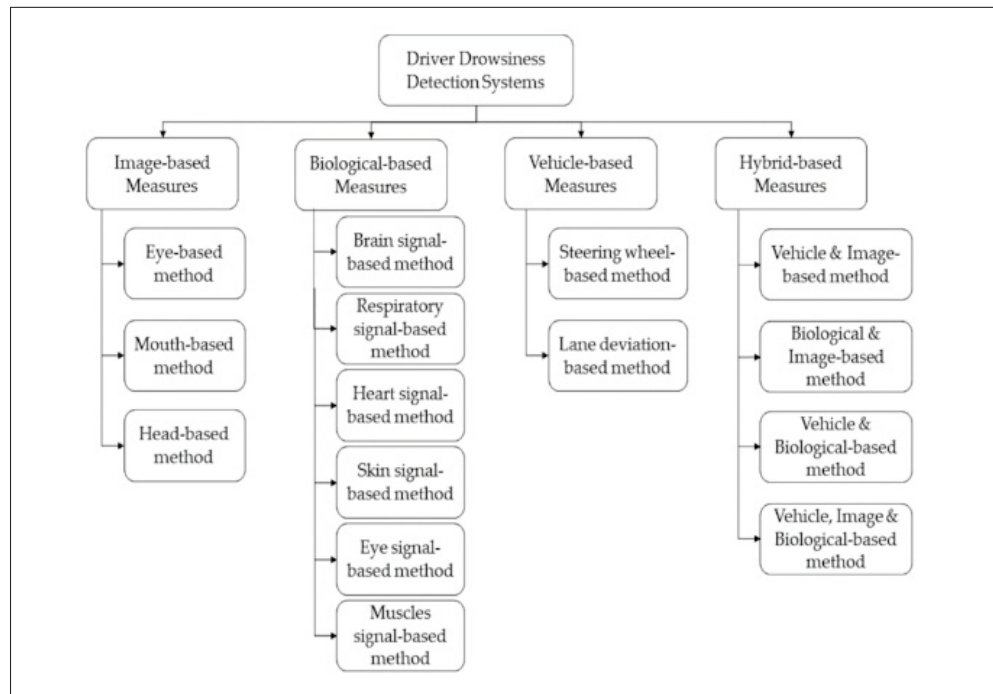 Driver Drowsiness
Detection Systems
Image-based
Measures
Biological-based
Measures
Vehicle-based
Measures
Hybrid-based
Measures
Eye-based
method
Mouth-based
method
Head-based
method
Brain signal-
based method
Respiratory
signal-based
method
Heart signal-
based method
Skin signal-
based method
Eye signal-
based method
Muscles
signal-based
method
Steering wheel-
based method
Lane deviation-
based method
Vehicle & Image-
based method
Biological &
Image-based
method
Vehicle &
Biological-based
method
Vehicle, Image &
Biological-based
method